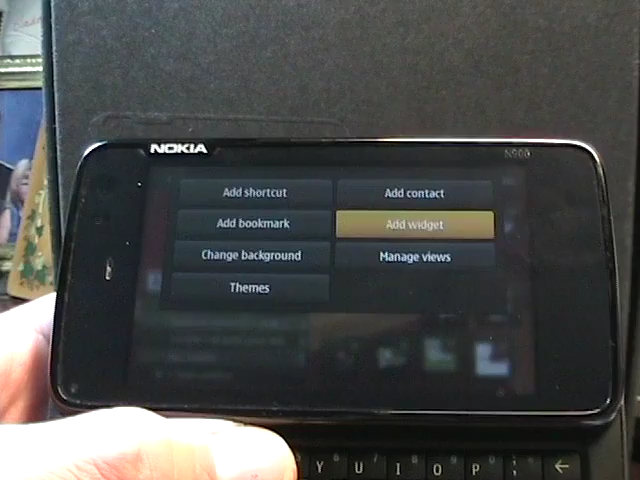 NOKIA
N900
Add shortcut
Add contact
Add bookmark
Add widget
Change background
Manage views
Themes
Y U I O P ←